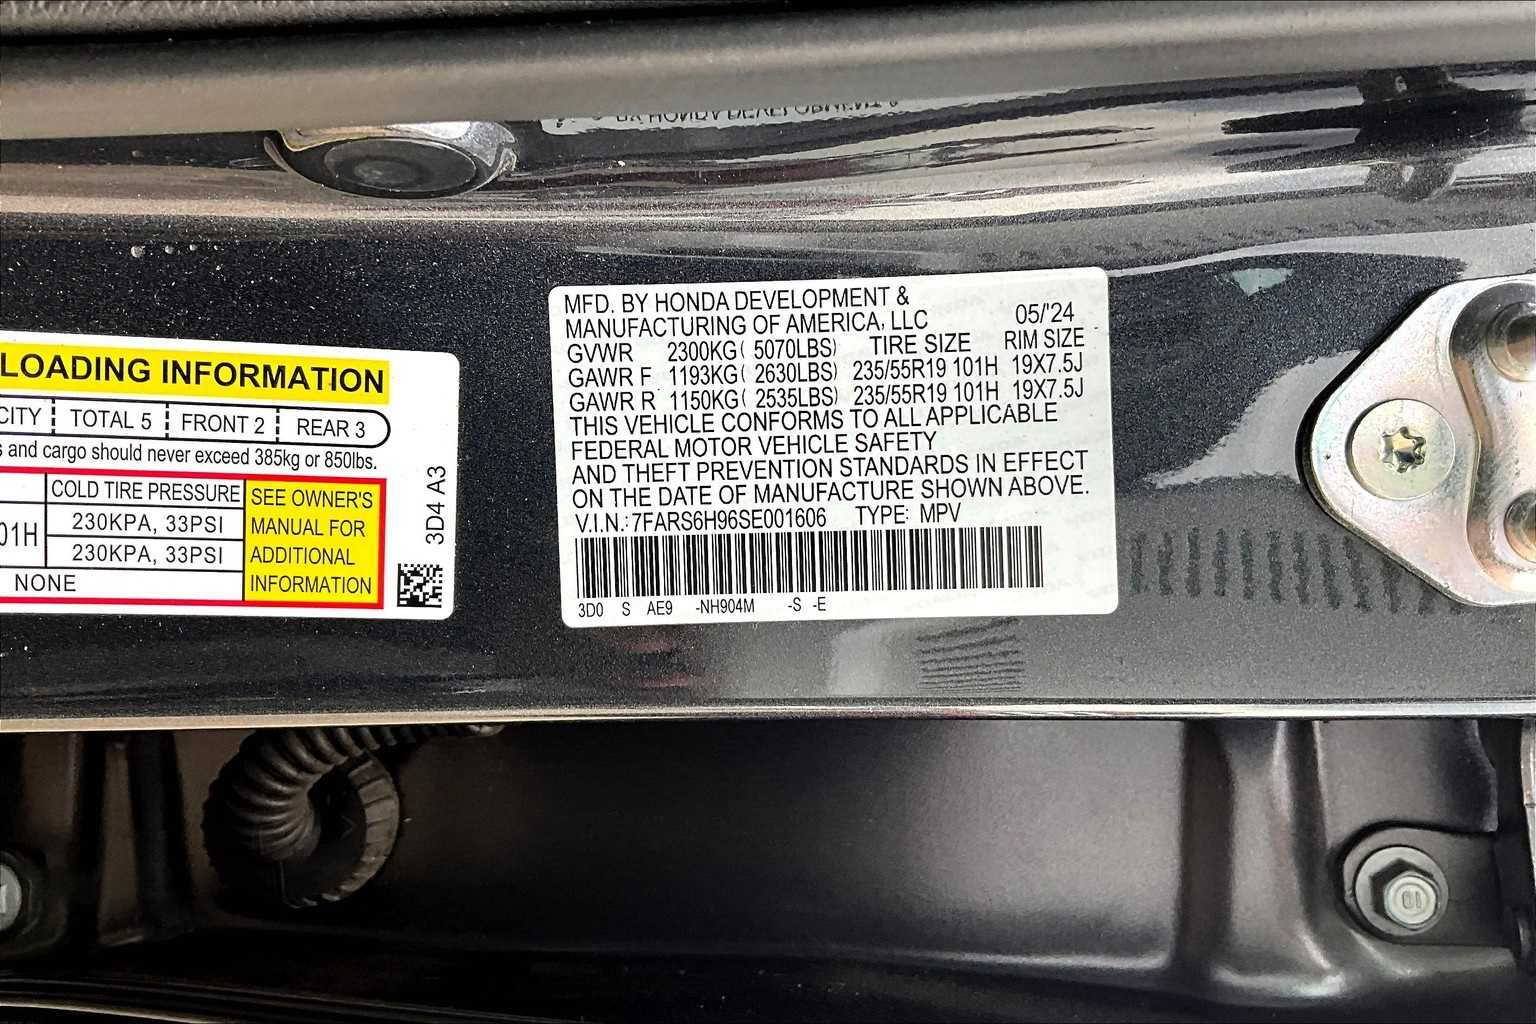 LOADING INFORMATION
CITY TOTAL 5 FRONT 2 REAR 3
s and cargo should never exceed 385kg or 850lbs.
COLD TIRE PRESSURE
01H 230KPA, 33PSI
230KPA, 33PSI
NONE
SEE OWNER'S
MANUAL FOR
ADDITIONAL
INFORMATION
3D4 A3
MFD. BY HONDA DEVELOPMENT &
MANUFACTURING OF AMERICA, LLC 05/'24
GVWR 2300KG( 5070LBS) TIRE SIZE RIM SIZE
GAWR F 1193KG( 2630LBS) 235/55R19 101H 19X7.5J
GAWR R 1150KG( 2535LBS) 235/55R19 101H 19X7.5J
THIS VEHICLE CONFORMS TO ALL APPLICABLE
FEDERAL MOTOR VEHICLE SAFETY
AND THEFT PREVENTION STANDARDS IN EFFECT
ON THE DATE OF MANUFACTURE SHOWN ABOVE.
V.I.N.: 7FARS6H96SE001606 TYPE: MPV
3D0 S AE9 -NH904M -S -E